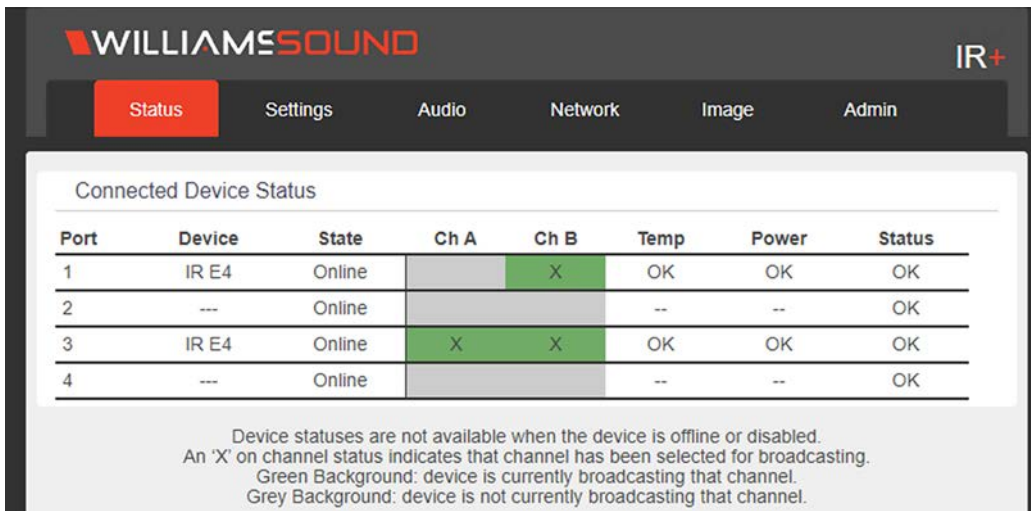 WILLIAMS SOUND
IR+
Status Settings Audio Network Image Admin
Connected Device Status
Port Device State Ch A Ch B Temp Power Status
1 IR E4 Online X OK OK OK
2 --- Online -- -- OK
3 IR E4 Online X X OK OK OK
4 --- Online -- -- OK
Device statuses are not available when the device is offline or disabled.
An 'X' on channel status indicates that channel has been selected for broadcasting.
Green Background: device is currently broadcasting that channel.
Grey Background: device is not currently broadcasting that channel.